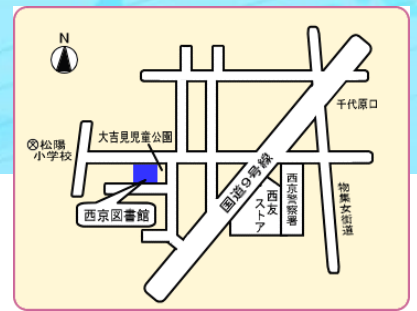 N
千代原口
大吉見児童公園
松陽
小学校
国道9号線
西京図書館
西友
ストア
西京警察署
物集女街道